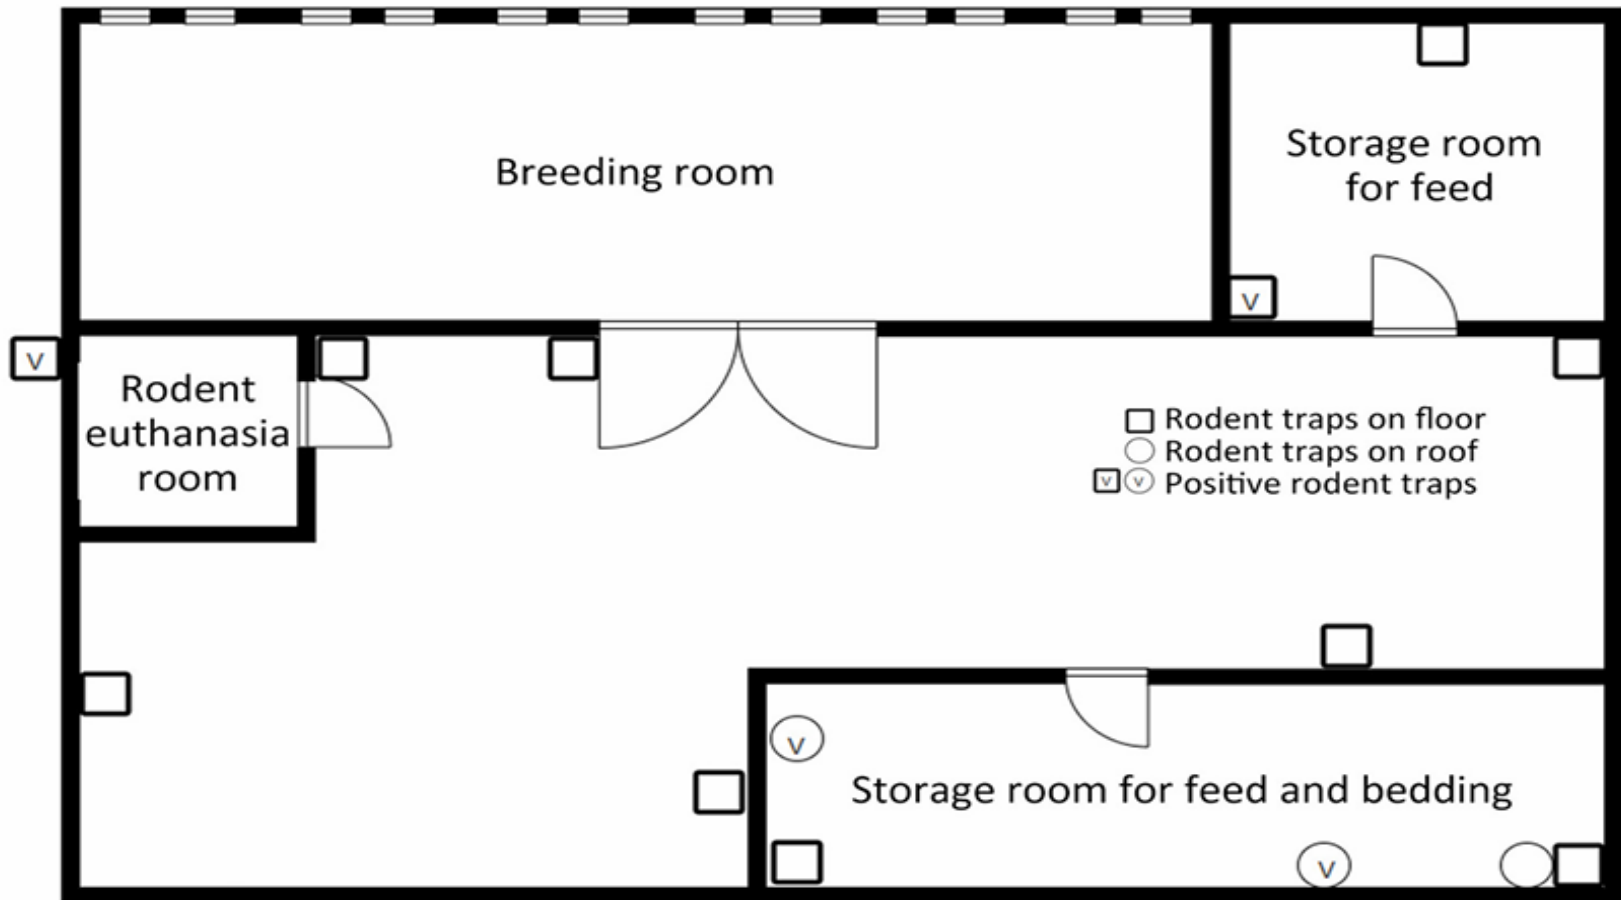 Breeding room
Storage room
for feed
v
v
Rodent
euthanasia
room
Rodent traps on floor
Rodent traps on roof
v v Positive rodent traps
v
Storage room for feed and bedding
v